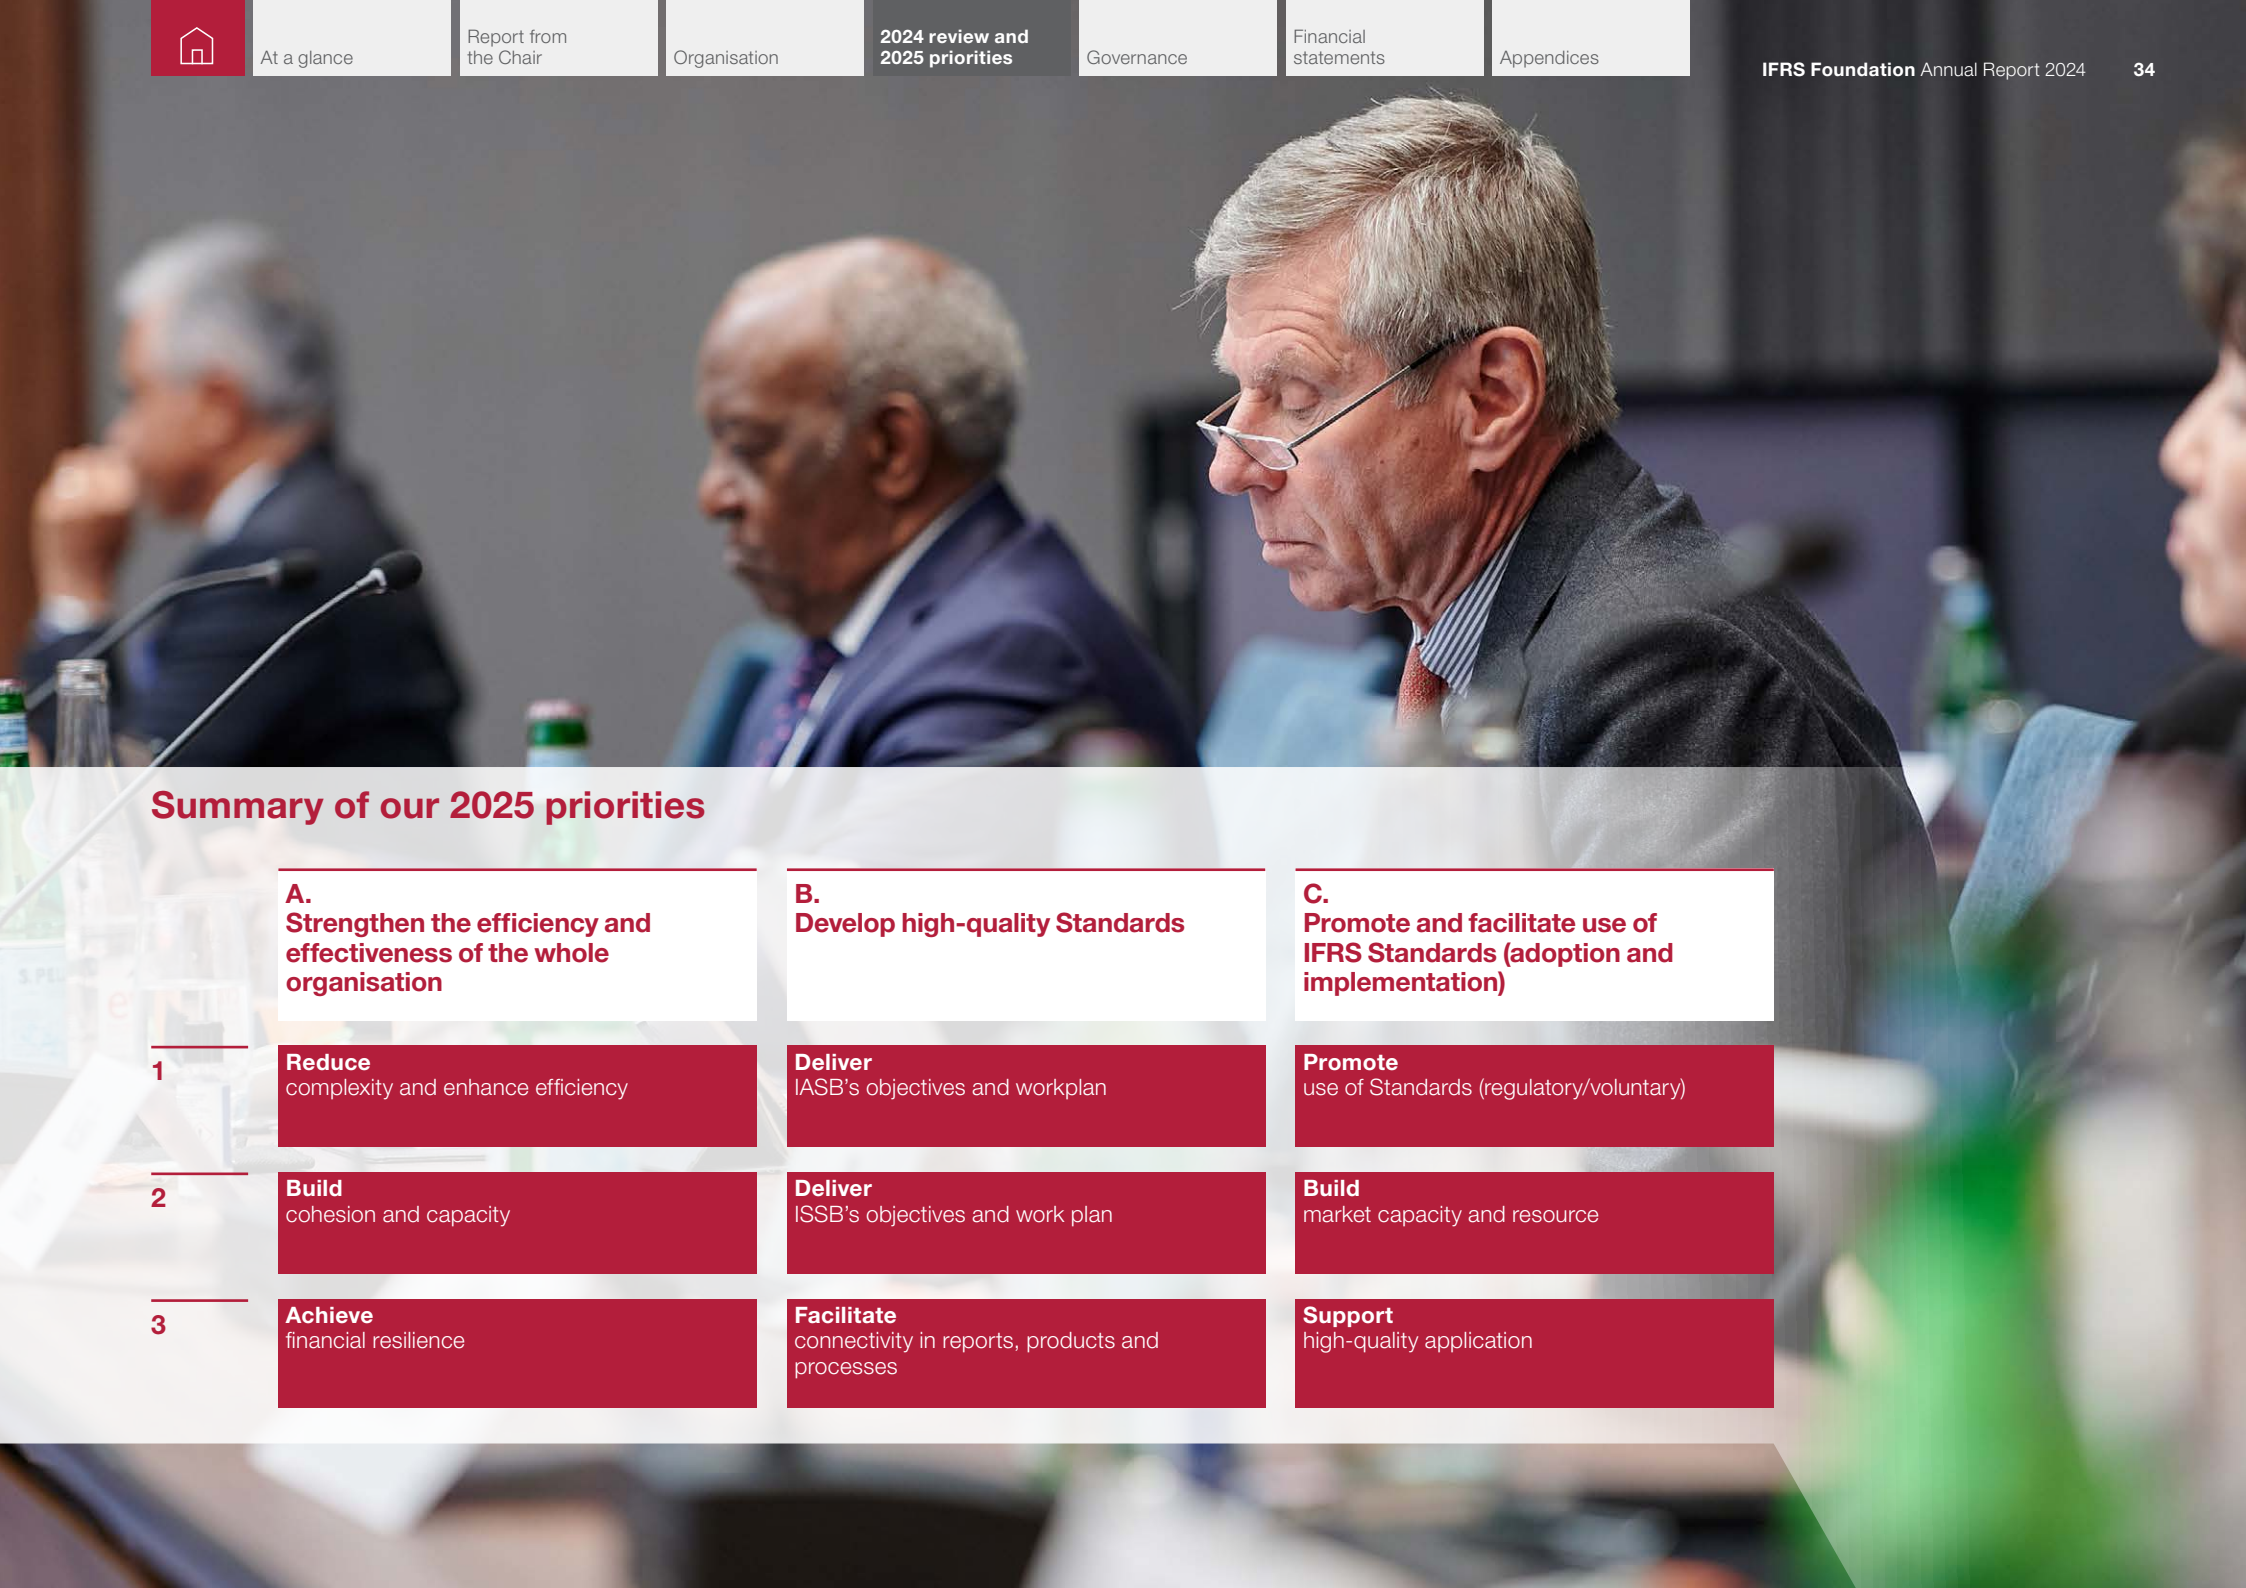 At a glance
Report from
the Chair
Organisation
2024 review and
2025 priorities
Governance
Financial
statements
Appendices
IFRS Foundation Annual Report 2024 34
Summary of our 2025 priorities
A.
Strengthen the efficiency and
effectiveness of the whole
organisation
B.
Develop high-quality Standards
C.
Promote and facilitate use of
IFRS Standards (adoption and
implementation)
1
Reduce
complexity and enhance efficiency
Deliver
IASB's objectives and workplan
Promote
use of Standards (regulatory/voluntary)
2
Build
cohesion and capacity
Deliver
ISSB's objectives and work plan
Build
market capacity and resource
3
Achieve
financial resilience
Facilitate
connectivity in reports, products and
processes
Support
high-quality application